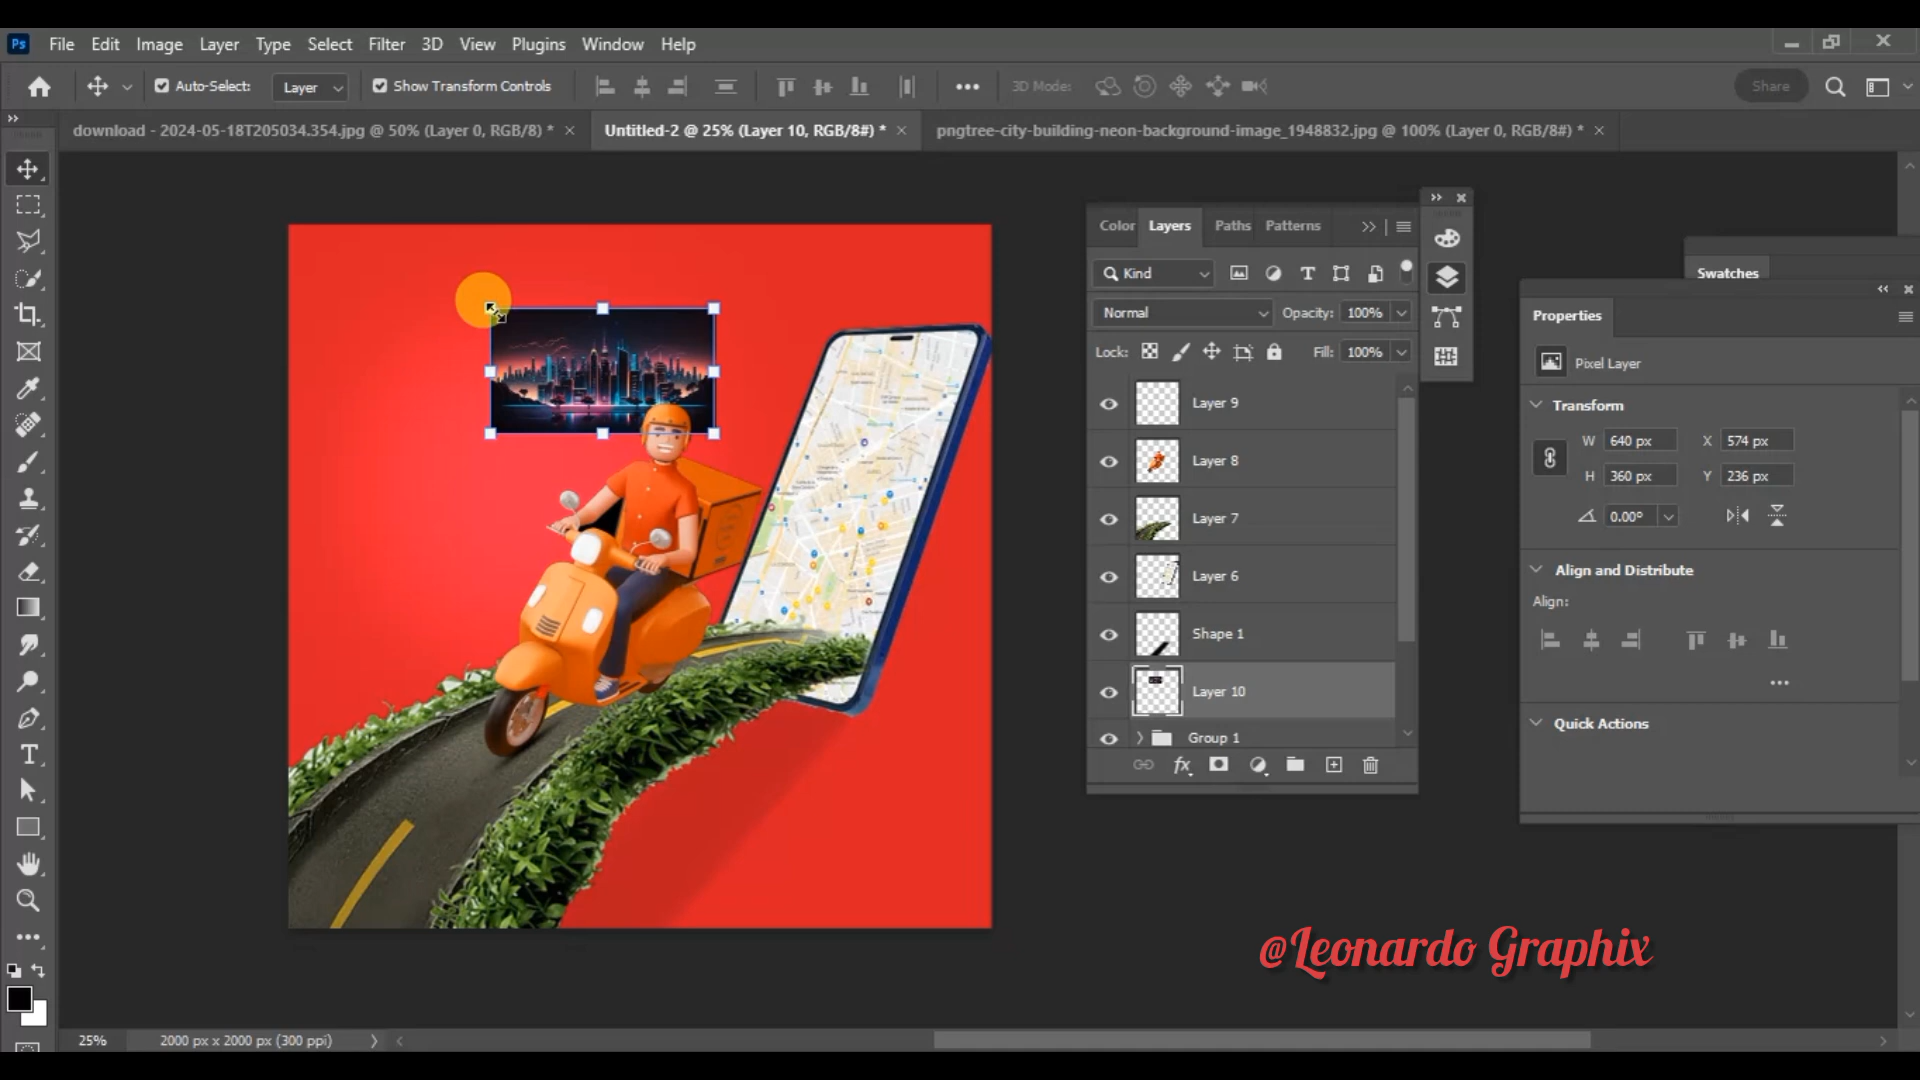 Ps File Edit Image Layer Type Select Filter 3D View Plugins Window Help
Auto-Select: Layer Show Transform Controls 3D Mode: Share
download - 2024-05-18T205034.354.jpg @ 50% (Layer 0, RGB/8) * Untitled-2 @ 25% (Layer 10, RGB/8#) * pngtree-city-building-neon-background-image_1948832.jpg @ 100% (Layer 0, RGB/8#) *
Color Layers Paths Patterns
Kind
Normal Opacity: 100%
Lock: Fill: 100%
Layer 9
Layer 8
Layer 7
Layer 6
Shape 1
Layer 10
Group 1
fx
Swatches
Properties
Pixel Layer
Transform
W 640 px X 574 px
H 360 px Y 236 px
0.00°
Align and Distribute
Align:
Quick Actions
@Leonardo Graphix
25% 2000 px x 2000 px (300 ppi)